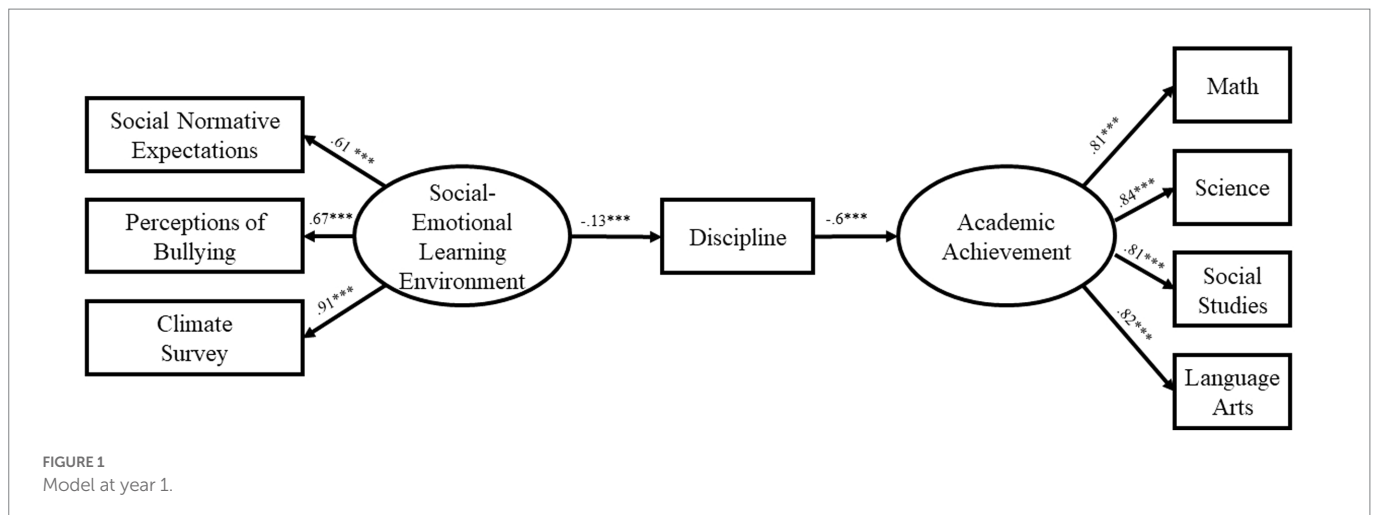 Social Normative
Expectations
Perceptions of
Bullying
Climate
Survey
.61 ***
.67***
.91***
Social-
Emotional
Learning
Environment
-.13***
Discipline
-.6***
Academic
Achievement
.81***
.84***
.81***
.82***
Math
Science
Social
Studies
Language
Arts
FIGURE 1
Model at year 1.